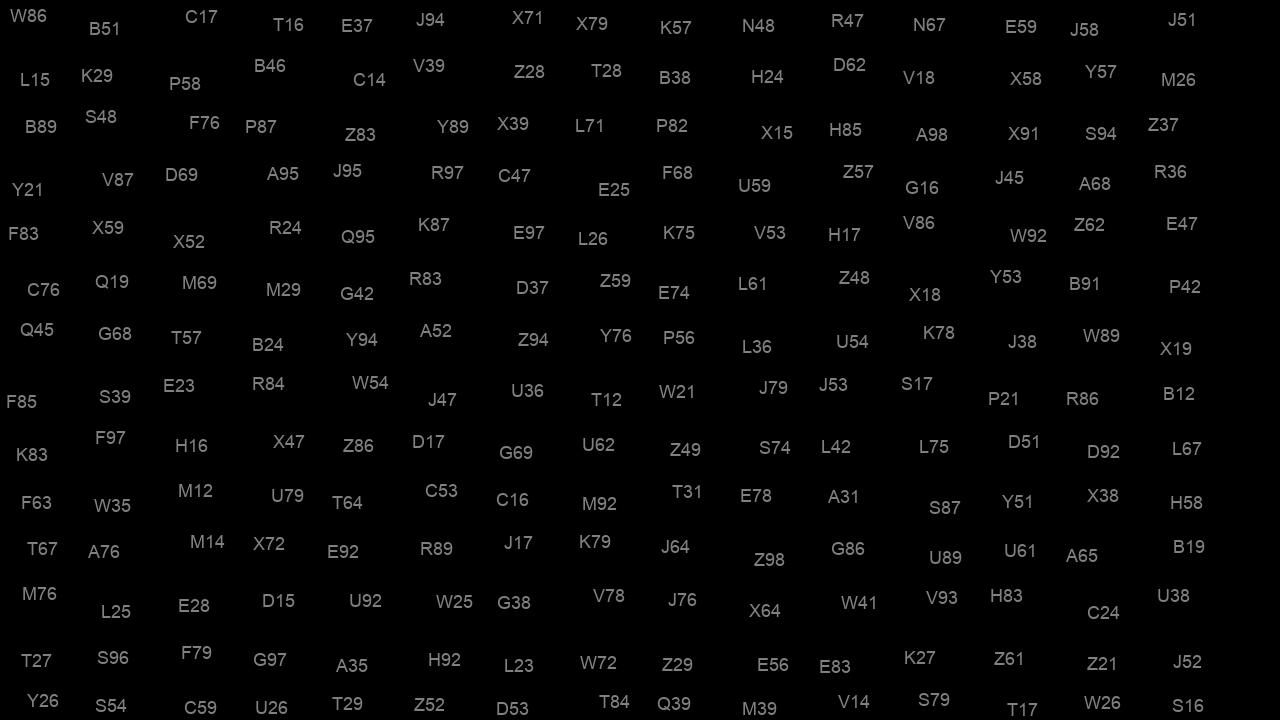 W86 B51 C17 T16 E37 J94 X71 X79 K57 N48 R47 N67 E59 J58 J51
L15 K29 P58 B46 C14 V39 Z28 T28 B38 H24 D62 V18 X58 Y57 M26
B89 S48 F76 P87 Z83 Y89 X39 L71 P82 X15 H85 A98 X91 S94 Z37
Y21 V87 D69 A95 J95 R97 C47 E25 F68 U59 Z57 G16 J45 A68 R36
F83 X59 X52 R24 Q95 K87 E97 L26 K75 V53 H17 V86 W92 Z62 E47
C76 Q19 M69 M29 G42 R83 D37 Z59 E74 L61 Z48 X18 Y53 B91 P42
Q45 G68 T57 B24 Y94 A52 Z94 Y76 P56 L36 U54 K78 J38 W89 X19
F85 S39 E23 R84 W54 J47 U36 T12 W21 J79 J53 S17 P21 R86 B12
K83 F97 H16 X47 Z86 D17 G69 U62 Z49 S74 L42 L75 D51 D92 L67
F63 W35 M12 U79 T64 C53 C16 M92 T31 E78 A31 S87 Y51 X38 H58
T67 A76 M14 X72 E92 R89 J17 K79 J64 Z98 G86 U89 U61 A65 B19
M76 L25 E28 D15 U92 W25 G38 V78 J76 X64 W41 V93 H83 C24 U38
T27 S96 F79 G97 A35 H92 L23 W72 Z29 E56 E83 K27 Z61 Z21 J52
Y26 S54 C59 U26 T29 Z52 D53 T84 Q39 M39 V14 S79 T17 W26 S16